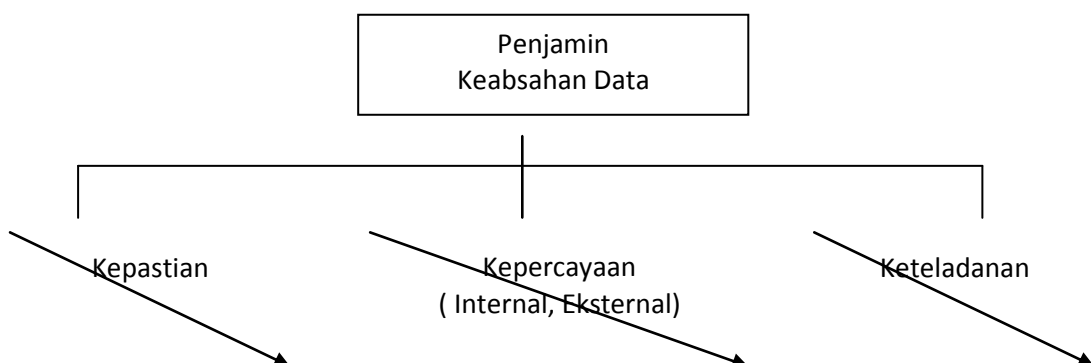 Penjamin
Keabsahan Data
Kepastian
Kepercayaan
( Internal, Eksternal)
Keteladanan